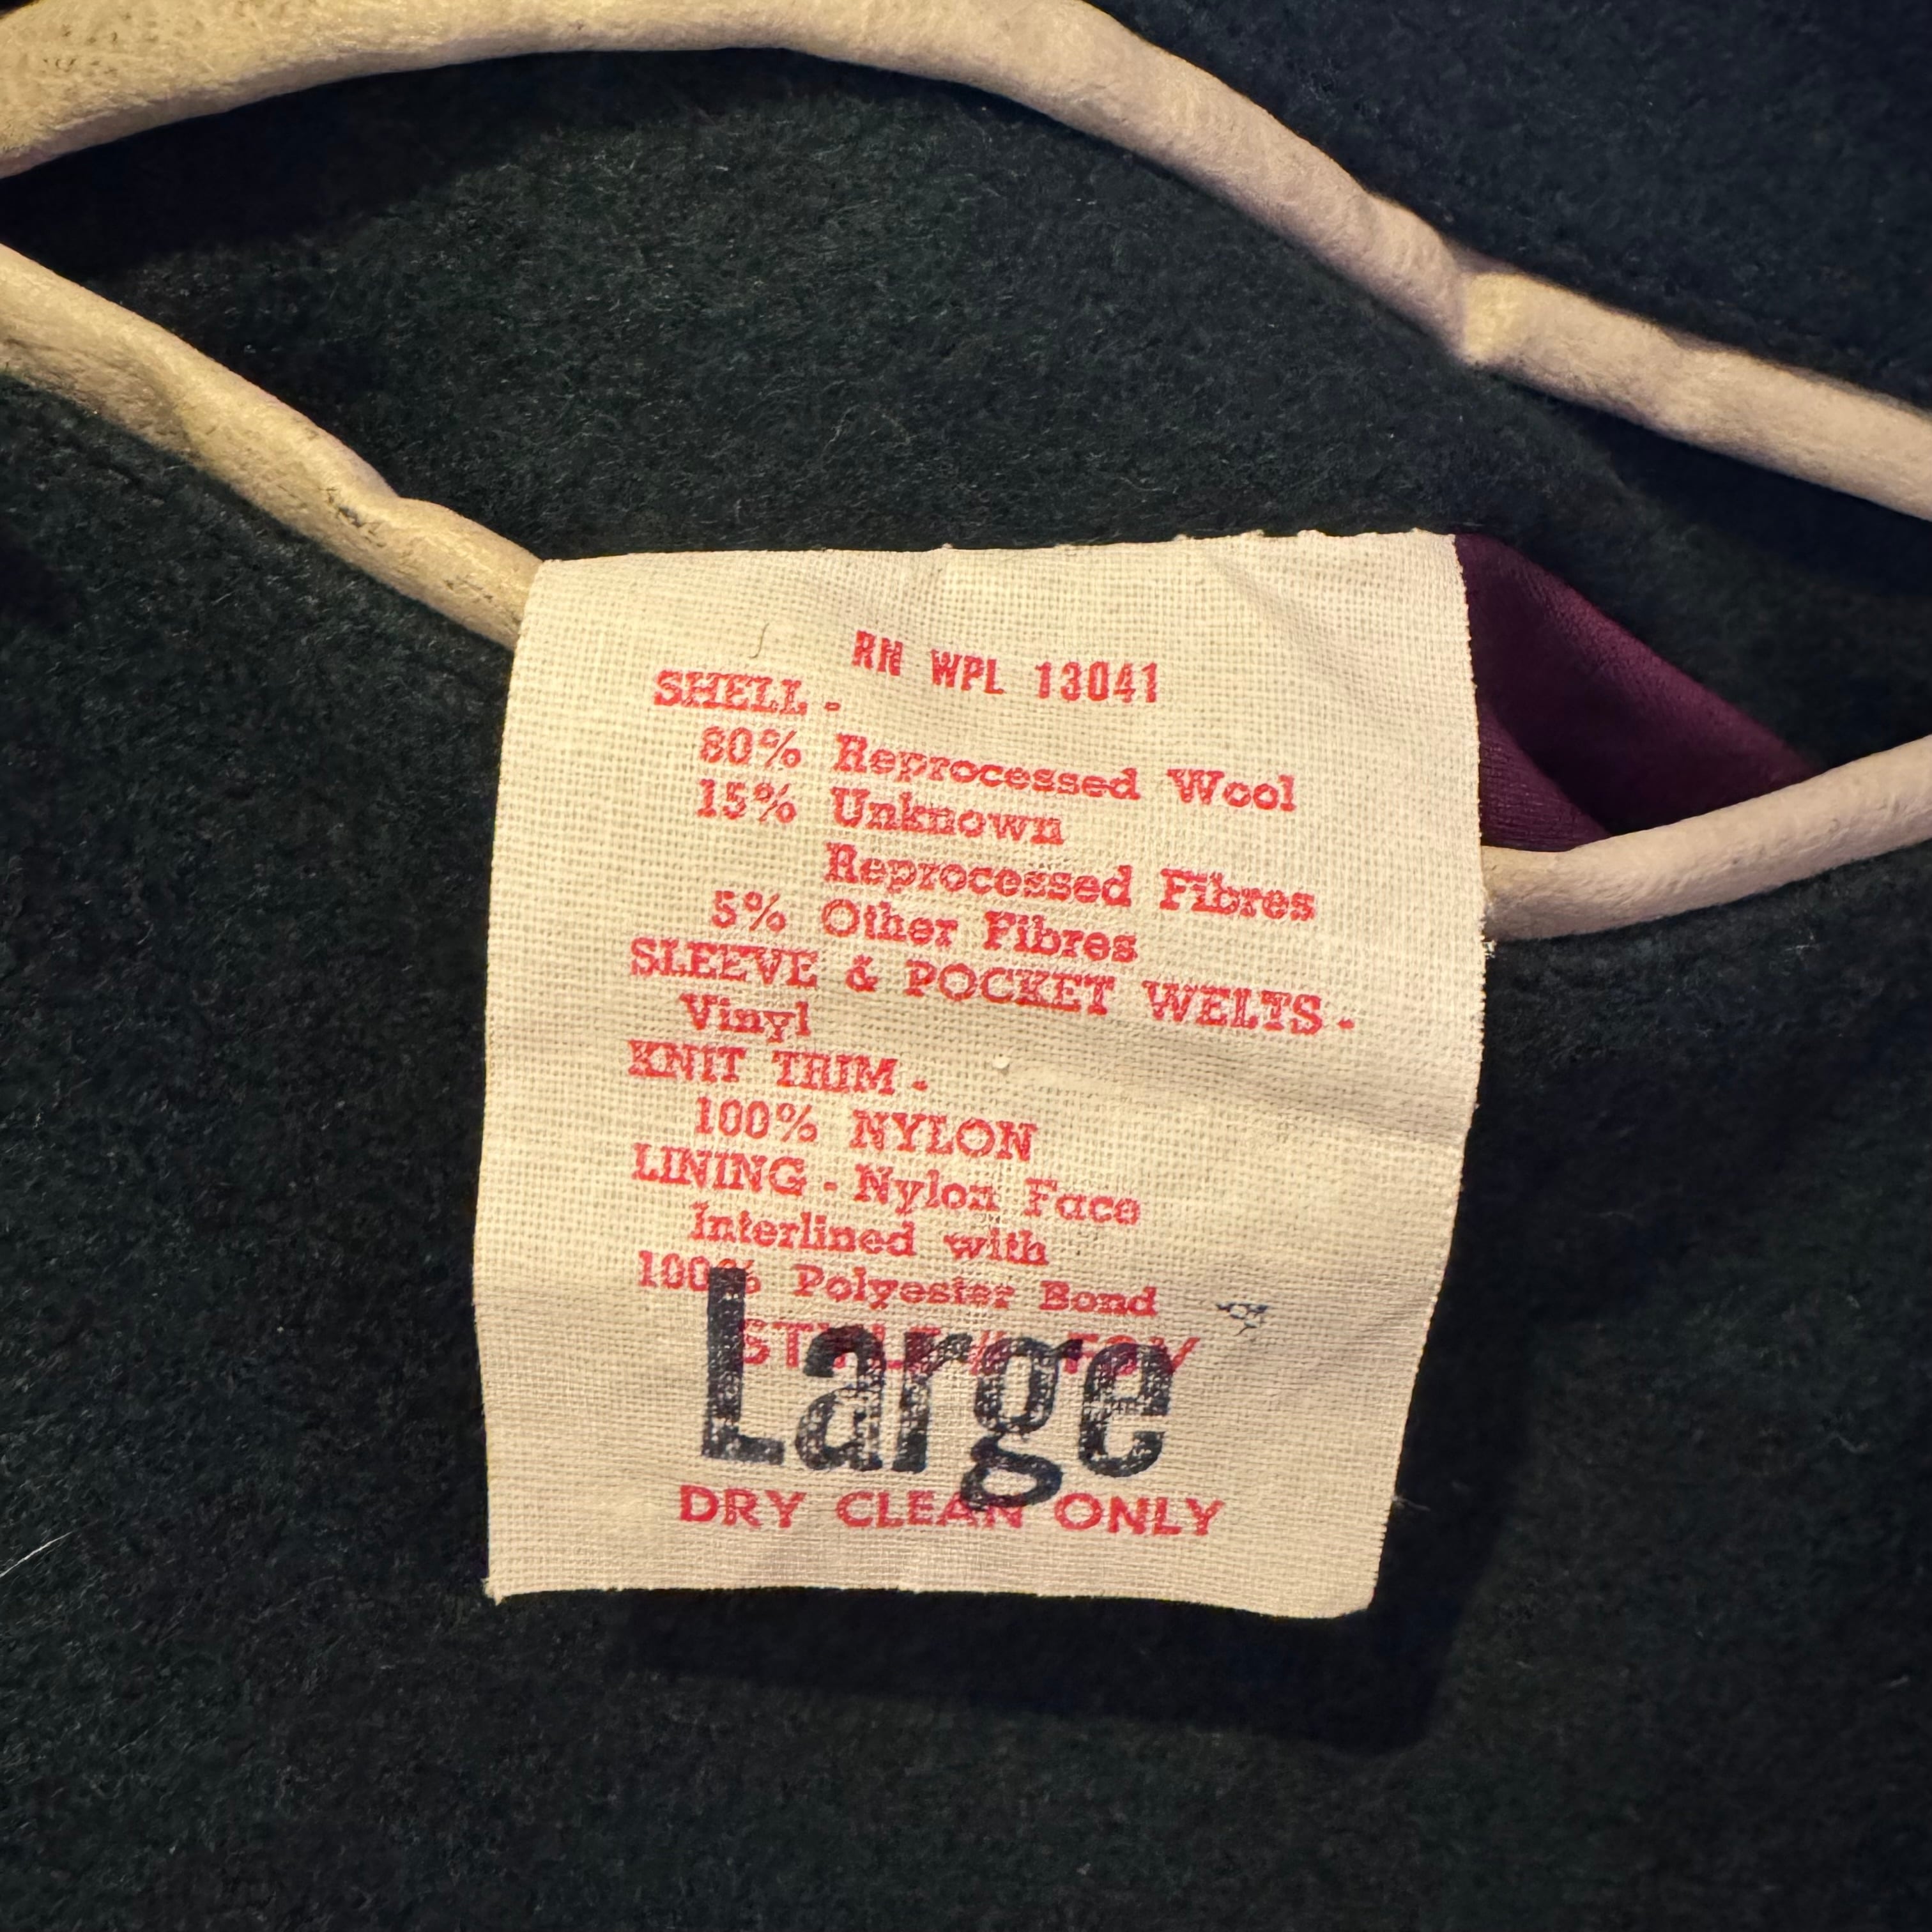 RN WPL 13041
SHELL -
80% Reprocessed Wool
15% Unknown
Reprocessed Fibres
5% Other Fibres
SLEEVE & POCKET WELTS -
Vinyl
KNIT TRIM -
100% NYLON
LINING - Nylon Face
Interlined with
100% Polyester Bond
STYLE #
Large
DRY CLEAN ONLY